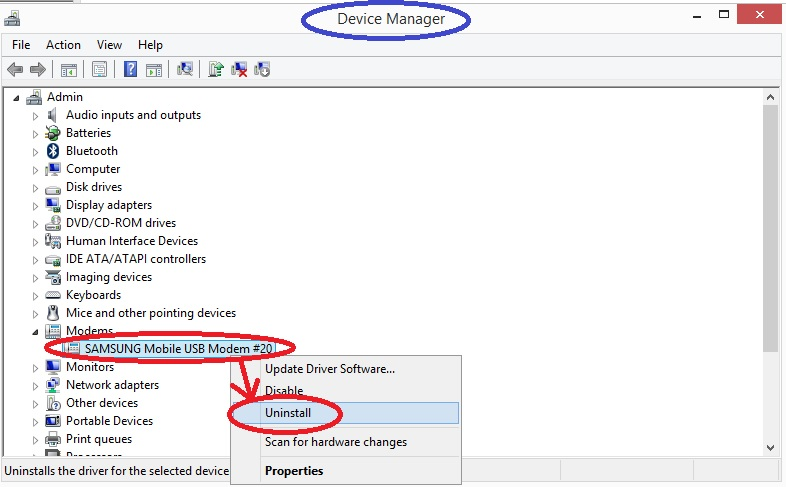 Device Manager
File Action View Help
Admin
Audio inputs and outputs
Batteries
Bluetooth
Computer
Disk drives
Display adapters
DVD/CD-ROM drives
Human Interface Devices
IDE ATA/ATAPI controllers
Imaging devices
Keyboards
Mice and other pointing devices
Modems
SAMSUNG Mobile USB Modem #20
Monitors
Network adapters
Other devices
Portable Devices
Print queues
Processors
Update Driver Software...
Disable
Uninstall
Scan for hardware changes
Properties
Uninstalls the driver for the selected device